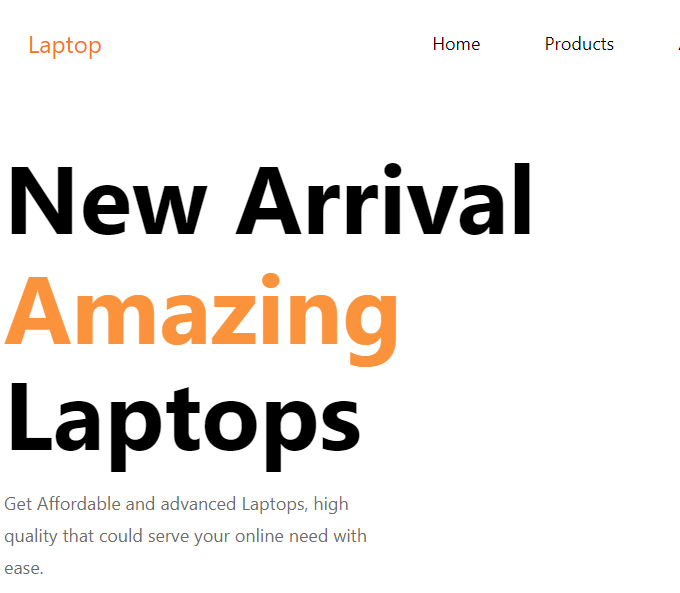 Laptop
Home Products
New Arrival
Amazing
Laptops
Get Affordable and advanced Laptops, high
quality that could serve your online need with
ease.